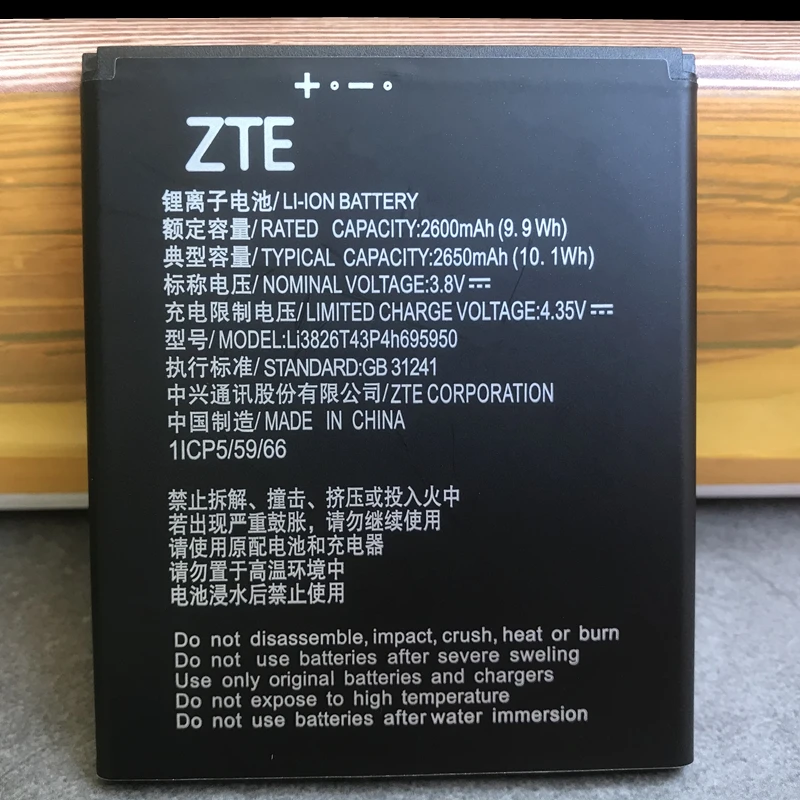 + • − •
ZTE
锂离子电池/ LI-ION BATTERY
额定容量/ RATED CAPACITY:2600mAh (9. 9 Wh)
典型容量/ TYPICAL CAPACITY:2650mAh (10. 1Wh)
标称电压/ NOMINAL VOLTAGE:3.8V ⎓
充电限制电压/ LIMITED CHARGE VOLTAGE:4.35V ⎓
型号/ MODEL:Li3826T43P4h695950
执行标准/ STANDARD:GB 31241
中兴通讯股份有限公司/ ZTE CORPORATION
中国制造/ MADE IN CHINA
1ICP5/59/66
禁止拆解、撞击、挤压或投入火中
若出现严重鼓胀，请勿继续使用
请使用原配电池和充电器
请勿置于高温环境中
电池浸水后禁止使用
Do not disassemble, impact, crush, heat or burn
Do not use batteries after severe sweling
Use only original batteries and chargers
Do not expose to high temperature
Do not use batteries after water immersion